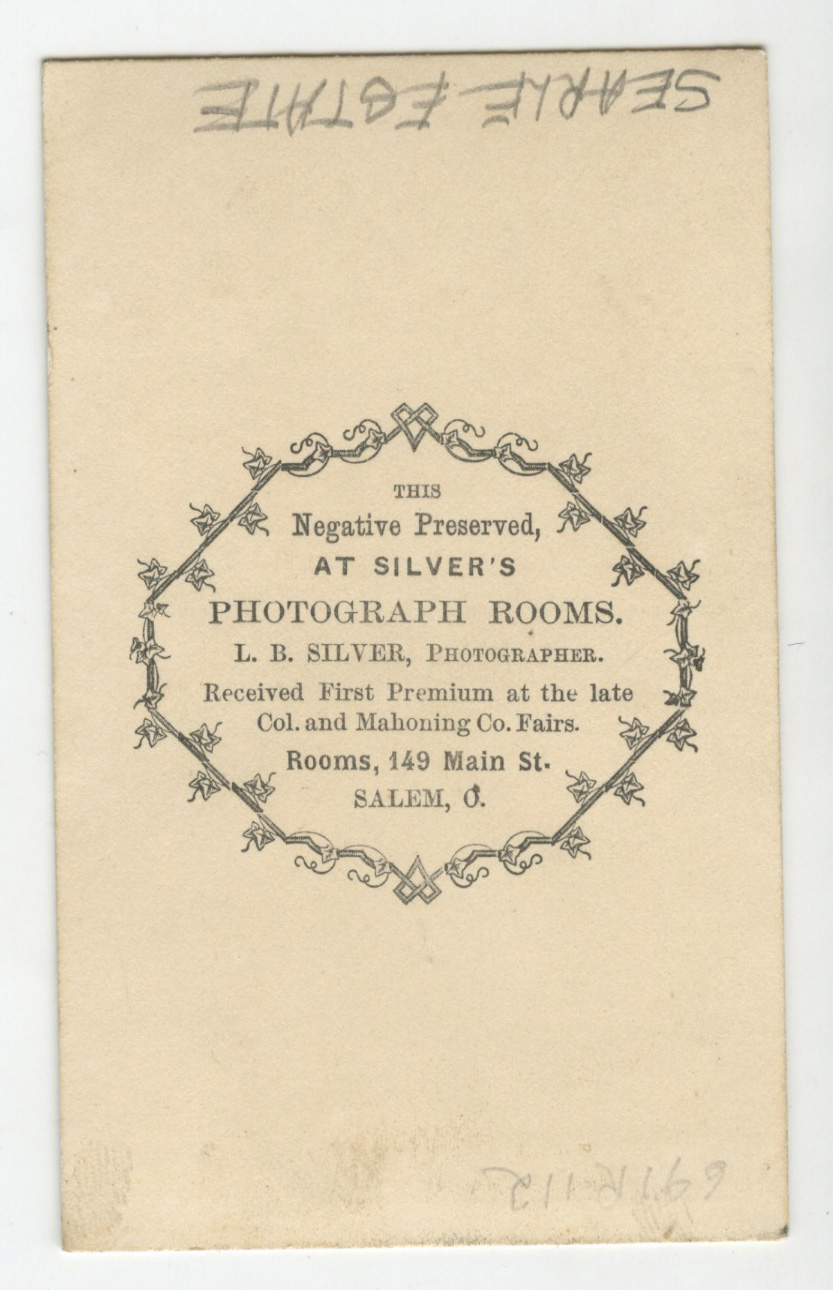 SEARLE ESTATE
THIS
Negative Preserved,
AT SILVER'S
PHOTOGRAPH ROOMS.
L. B. SILVER, PHOTOGRAPHER.
Received First Premium at the late
Col. and Mahoning Co. Fairs.
Rooms, 149 Main St.
SALEM, O.